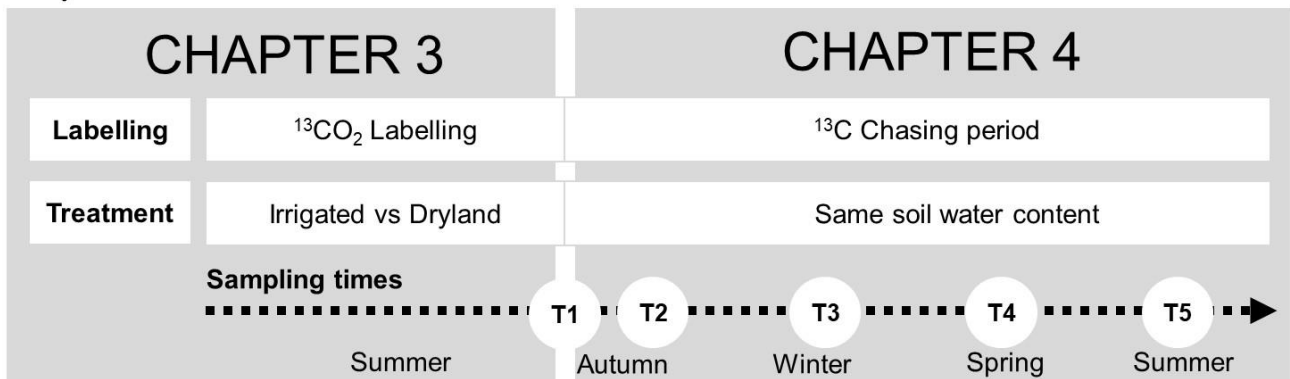 CHAPTER 3
CHAPTER 4
Labelling
¹³CO₂ Labelling
¹³C Chasing period
Treatment
Irrigated vs Dryland
Same soil water content
Sampling times
T1 T2 T3 T4 T5
Summer Autumn Winter Spring Summer